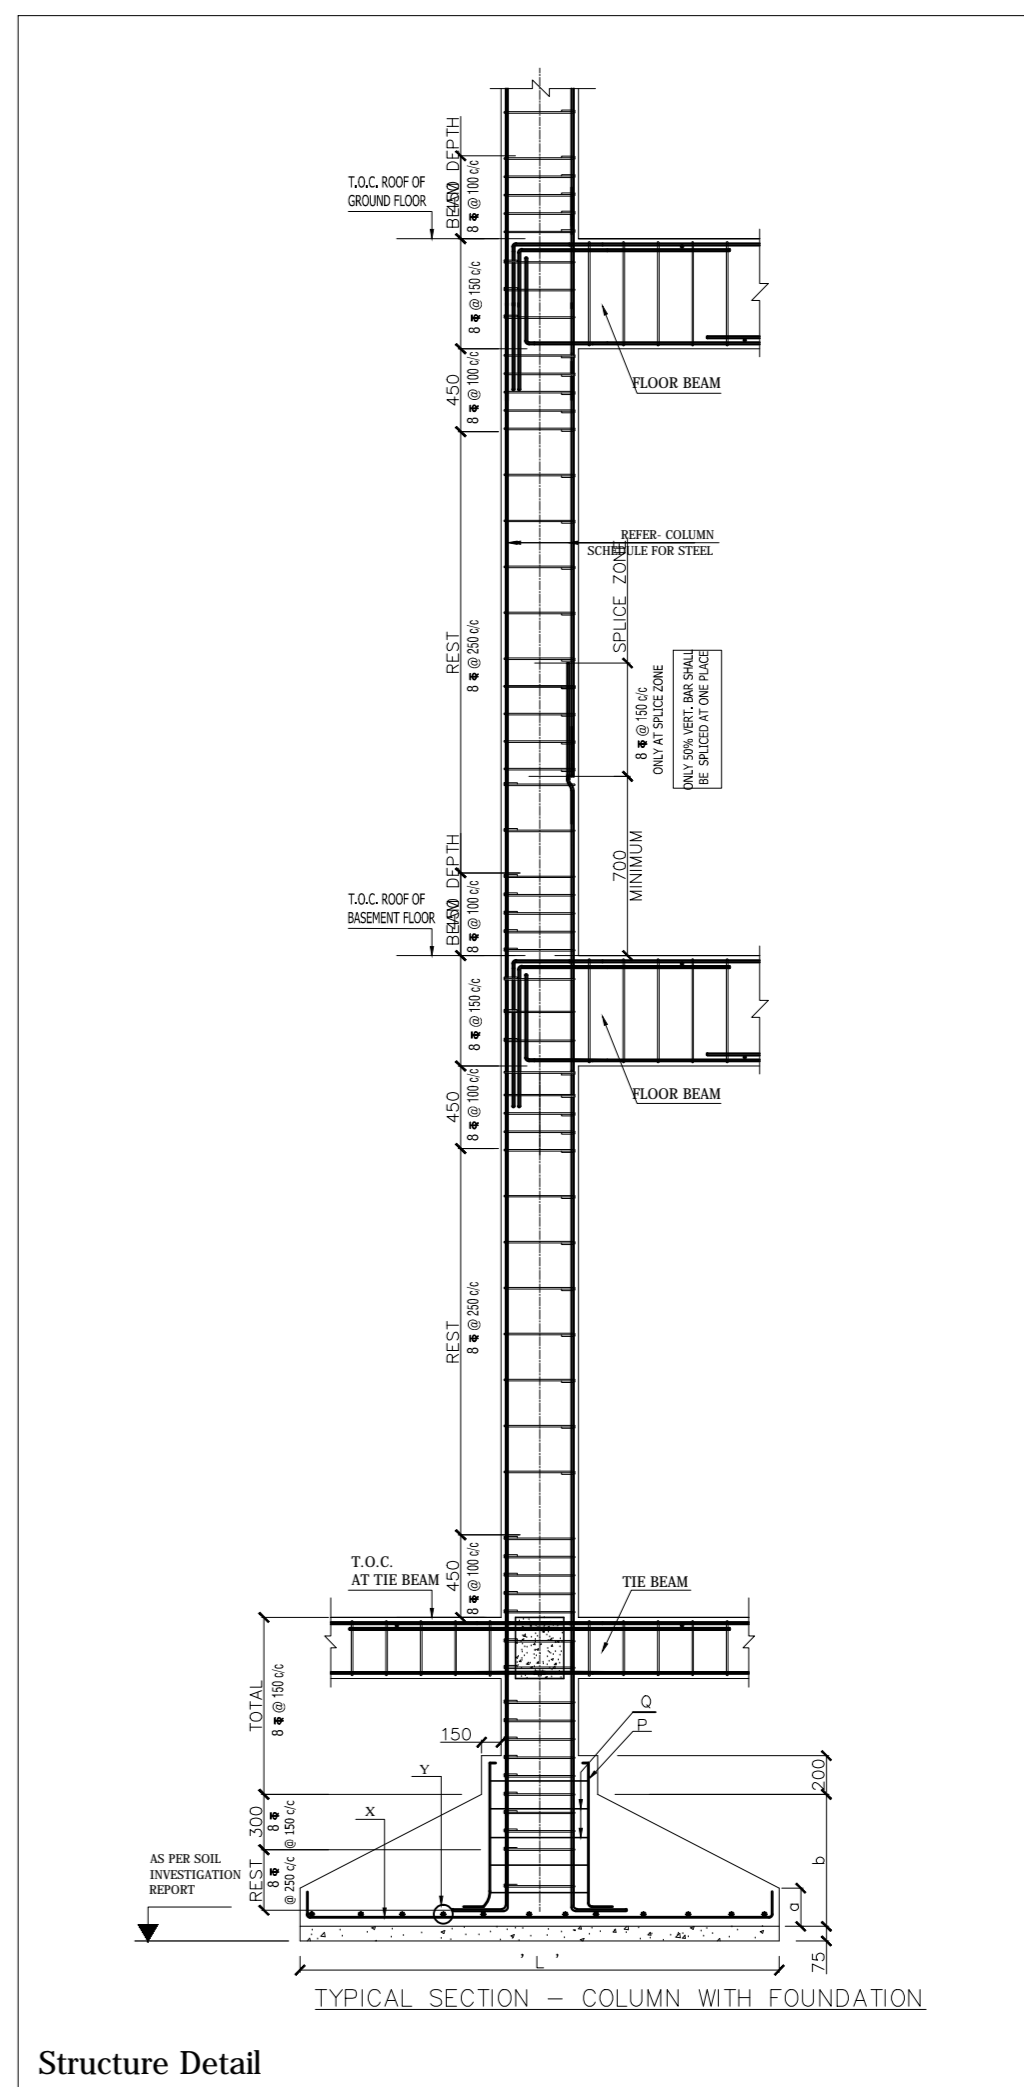 BEAM DEPTH
450
8 Φ @ 100 c/c
T.O.C. ROOF OF
GROUND FLOOR
8 Φ @ 150 c/c
450
8 Φ @ 100 c/c
FLOOR BEAM
REFER- COLUMN
SCHEDULE FOR STEEL
SPLICE ZONE
REST
8 Φ @ 250 c/c
8 Φ @ 150 c/c
ONLY AT SPLICE ZONE
ONLY 50% VERT. BAR SHALL
BE SPLICED AT ONE PLACE
700
MINIMUM
BEAM DEPTH
450
8 Φ @ 100 c/c
T.O.C. ROOF OF
BASEMENT FLOOR
8 Φ @ 150 c/c
450
8 Φ @ 100 c/c
FLOOR BEAM
REST
8 Φ @ 250 c/c
450
8 Φ @ 100 c/c
T.O.C.
AT TIE BEAM
TIE BEAM
TOTAL
8 Φ @ 150 c/c
150
Q
P
Y
X
200
300
8 Φ
@ 150 c/c
REST
8 Φ
@ 250 c/c
b
a
75
AS PER SOIL
INVESTIGATION
REPORT
' L '
TYPICAL SECTION – COLUMN WITH FOUNDATION
Structure Detail